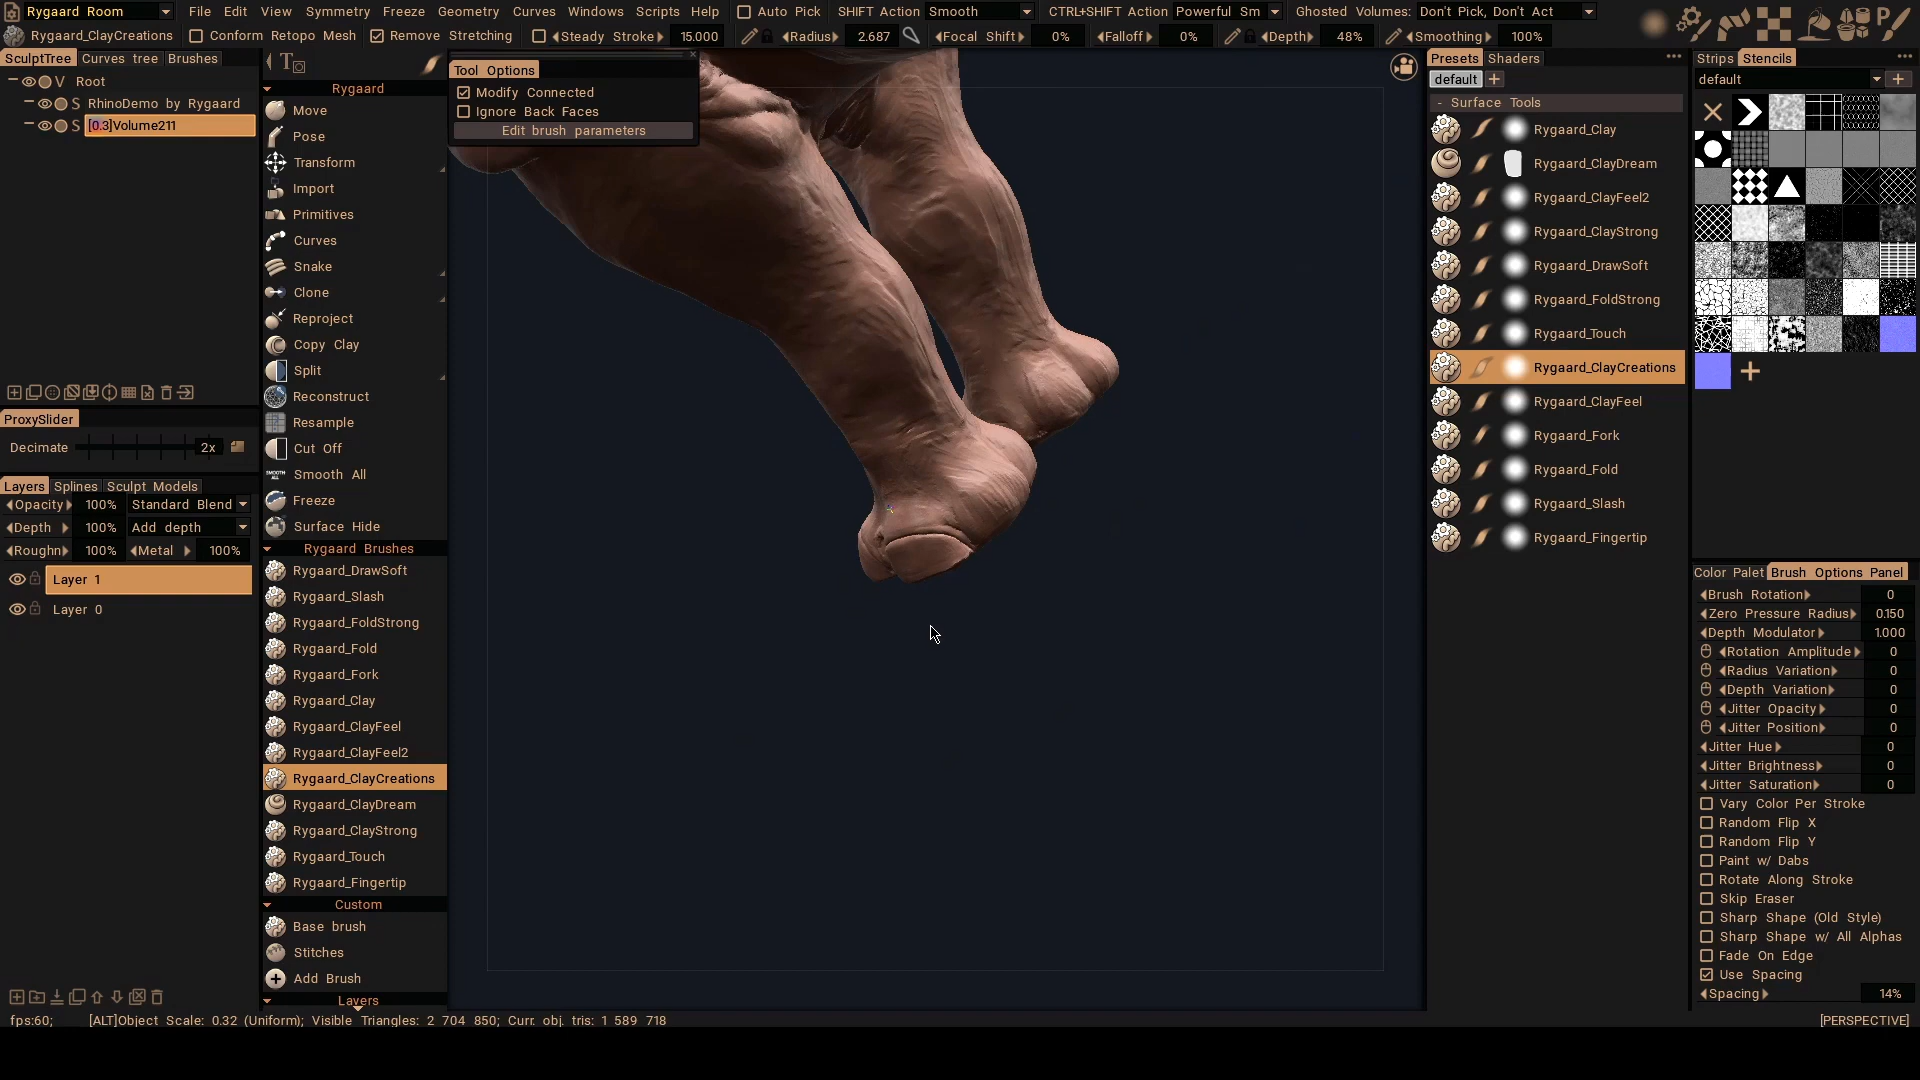 Rygaard Room File Edit View Symmetry Freeze Geometry Curves Windows Scripts Help Auto Pick SHIFT Action Smooth CTRL+SHIFT Action Powerful Sm Ghosted Volumes: Don't Pick, Don't Act
Rygaard_ClayCreations Conform Retopo Mesh Remove Stretching Steady Stroke 15.000 Radius 2.687 Focal Shift 0% Falloff 0% Depth 48% Smoothing 100%
SculptTree Curves tree Brushes
V Root
S RhinoDemo by Rygaard
S [0.3]Volume211
ProxySlider
Decimate 2x
Layers Splines Sculpt Models
Opacity 100% Standard Blend
Depth 100% Add depth
Roughn 100% Metal 100%
Layer 1
Layer 0
Rygaard
Move
Pose
Transform
Import
Primitives
Curves
Snake
Clone
Reproject
Copy Clay
Split
Reconstruct
Resample
Cut Off
SMOOTH ALL Smooth All
Freeze
Surface Hide
Rygaard Brushes
Rygaard_DrawSoft
Rygaard_Slash
Rygaard_FoldStrong
Rygaard_Fold
Rygaard_Fork
Rygaard_Clay
Rygaard_ClayFeel
Rygaard_ClayFeel2
Rygaard_ClayCreations
Rygaard_ClayDream
Rygaard_ClayStrong
Rygaard_Touch
Rygaard_Fingertip
Custom
Base brush
Stitches
Add Brush
Layers
Tool Options
Modify Connected
Ignore Back Faces
Edit brush parameters
Presets Shaders
default
- Surface Tools
Rygaard_Clay
Rygaard_ClayDream
Rygaard_ClayFeel2
Rygaard_ClayStrong
Rygaard_DrawSoft
Rygaard_FoldStrong
Rygaard_Touch
Rygaard_ClayCreations
Rygaard_ClayFeel
Rygaard_Fork
Rygaard_Fold
Rygaard_Slash
Rygaard_Fingertip
Strips Stencils
default
Color Palet Brush Options Panel
Brush Rotation 0
Zero Pressure Radius 0.150
Depth Modulator 1.000
Rotation Amplitude 0
Radius Variation 0
Depth Variation 0
Jitter Opacity 0
Jitter Position 0
Jitter Hue 0
Jitter Brightness 0
Jitter Saturation 0
Vary Color Per Stroke
Random Flip X
Random Flip Y
Paint w/ Dabs
Rotate Along Stroke
Skip Eraser
Sharp Shape (Old Style)
Sharp Shape w/ All Alphas
Fade On Edge
Use Spacing
Spacing 14%
fps:60; [ALT]Object Scale: 0.32 (Uniform); Visible Triangles: 2 704 850; Curr. obj. tris: 1 589 718 [PERSPECTIVE]